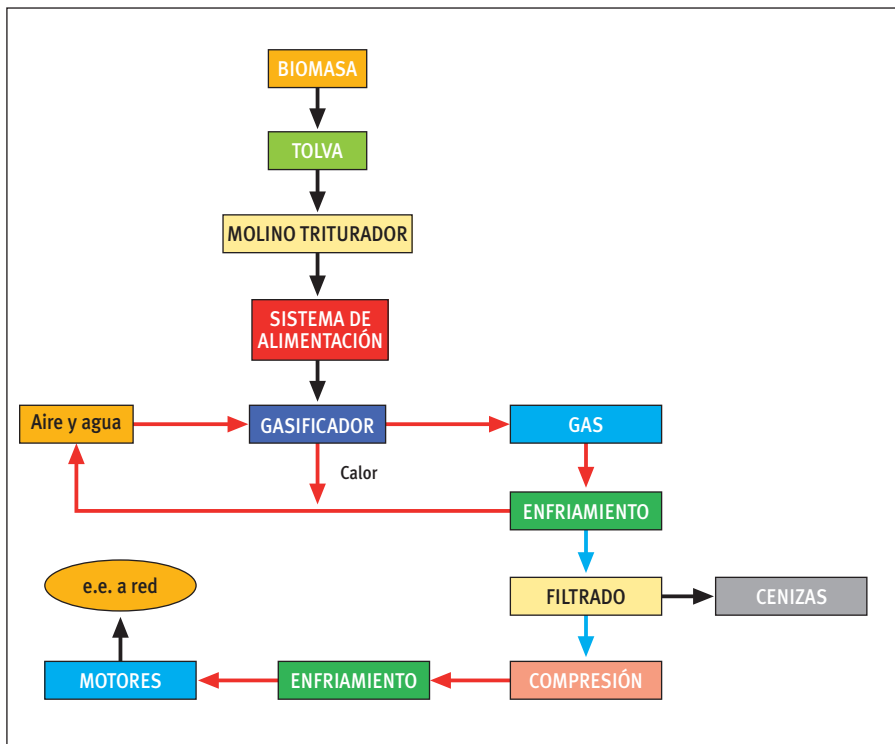 BIOMASA
TOLVA
MOLINO TRITURADOR
SISTEMA DE
ALIMENTACIÓN
Aire y agua
GASIFICADOR
GAS
Calor
ENFRIAMIENTO
e.e. a red
FILTRADO
CENIZAS
MOTORES
ENFRIAMIENTO
COMPRESIÓN